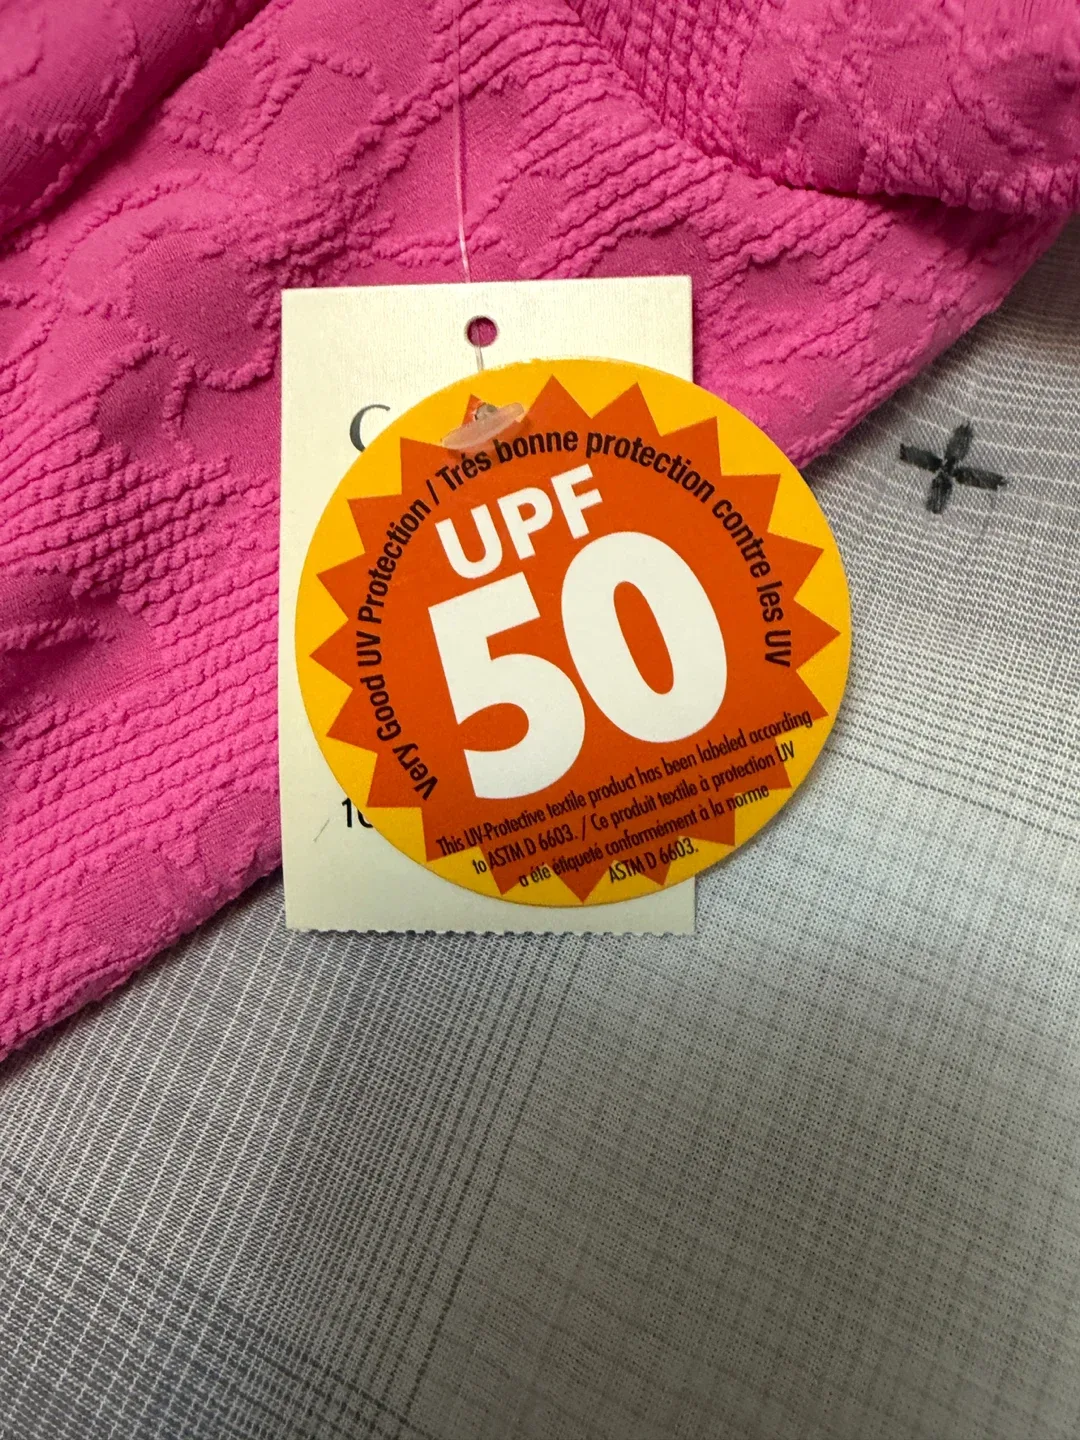 C
Very Good UV Protection / Très bonne protection contre les UV
UPF
50
This UV-Protective textile product has been labeled according
to ASTM D 6603. / Ce produit textile à protection UV
a été étiqueté conformément à la norme
ASTM D 6603.